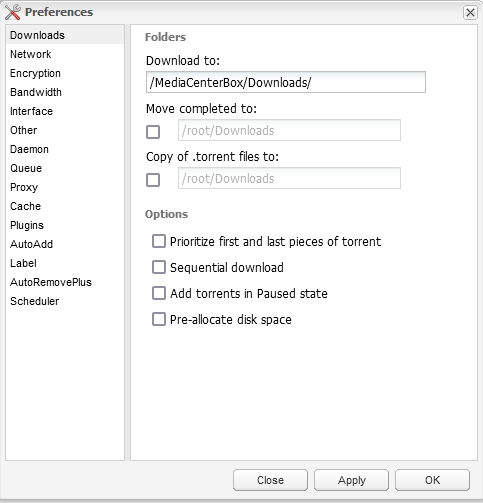 Preferences
Downloads
Network
Encryption
Bandwidth
Interface
Other
Daemon
Queue
Proxy
Cache
Plugins
AutoAdd
Label
AutoRemovePlus
Scheduler
Folders
Download to:
/MediaCenterBox/Downloads/
Move completed to:
/root/Downloads
Copy of .torrent files to:
/root/Downloads
Options
Prioritize first and last pieces of torrent
Sequential download
Add torrents in Paused state
Pre-allocate disk space
Close Apply OK